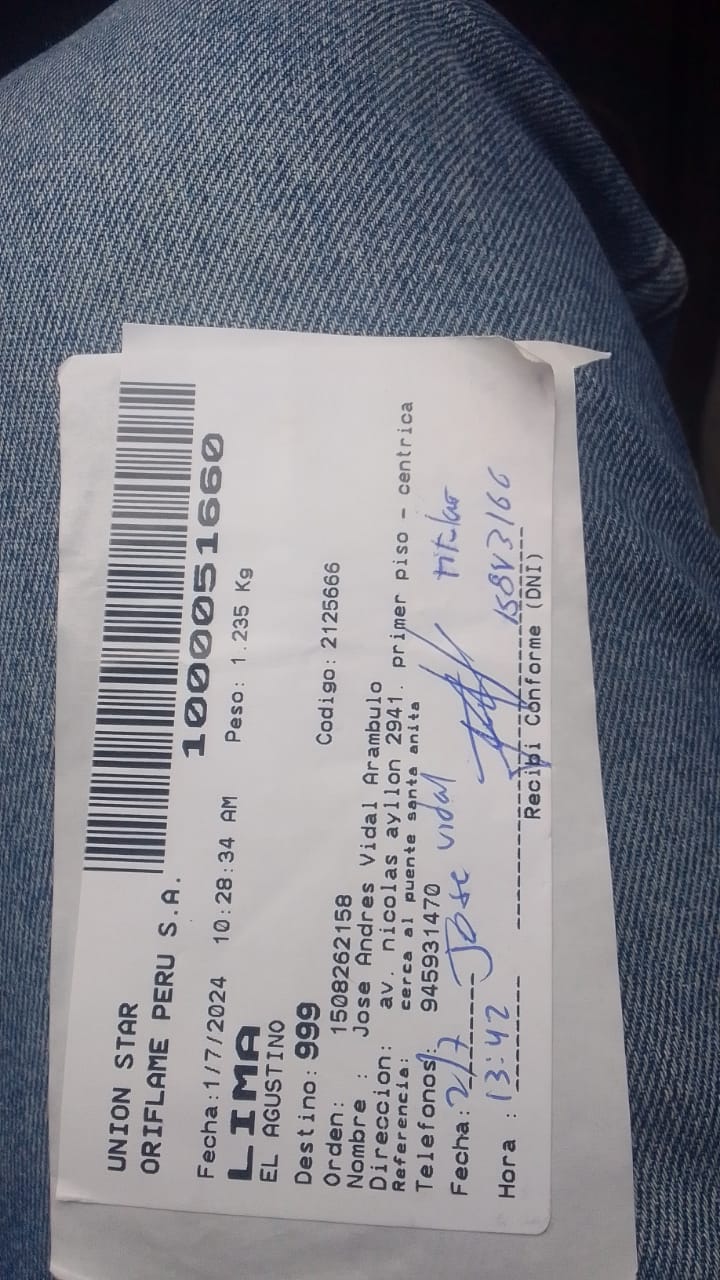 UNION STAR
ORIFLAME PERU S.A.
1000051660
Fecha:1/7/2024 10:28:34 AM Peso: 1.235 Kg
LIMA
EL AGUSTINO
Destino: 999 Codigo: 2125666
Orden: 1508262158
Nombre : Jose Andres Vidal Arambulo
Direccion: av. nicolas ayllon 2941. primer piso - centrica
Referencia: cerca al puente santa anita
Telefonos: 945931470
Fecha: 2/7 Jose vidal titular
Hora : 13:42
Recibi Conforme (DNI)